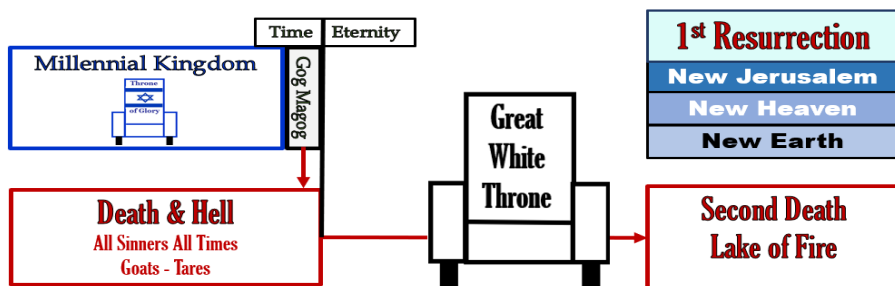 Time Eternity
Millennial Kingdom
Throne
of Glory
Gog Magog
Death & Hell
All Sinners All Times
Goats - Tares
Great
White
Throne
1st Resurrection
New Jerusalem
New Heaven
New Earth
Second Death
Lake of Fire